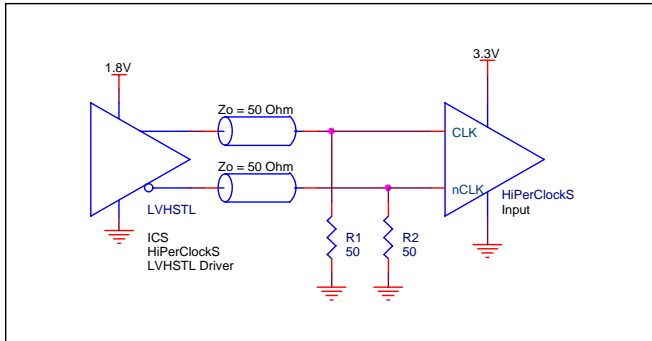 1.8V
3.3V
Zo = 50 Ohm
CLK
Zo = 50 Ohm
nCLK
HiPerClockS
Input
LVHSTL
ICS
HiPerClockS
LVHSTL Driver
R1
50
R2
50